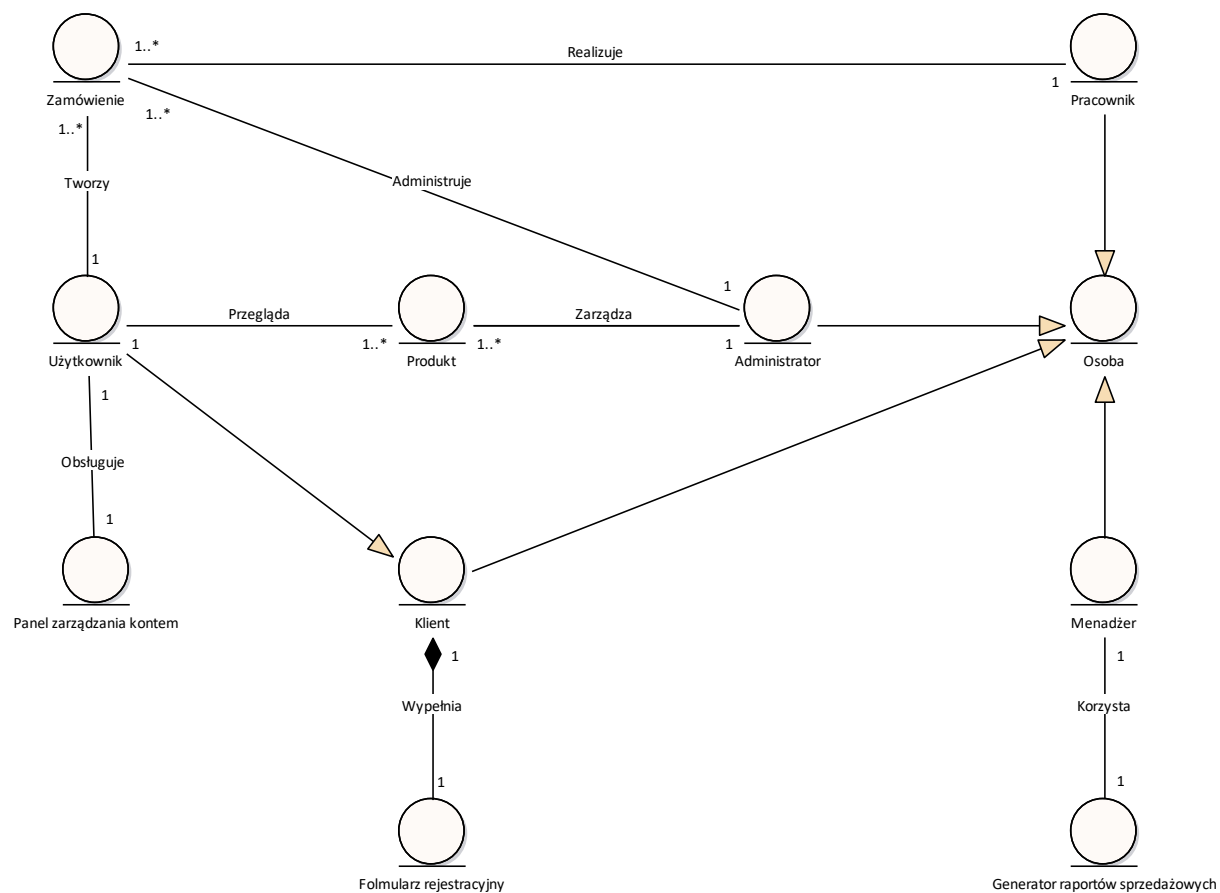 1..*
Realizuje
1
Zamówienie
Pracownik
1..*
1..*
Tworzy
Administruje
1
1
Przegląda
Zarządza
1
1..*
1..*
1
Użytkownik
Produkt
Administrator
Osoba
1
Obsługuje
1
Panel zarządzania kontem
Klient
Menadżer
1
1
Wypełnia
Korzysta
1
1
Folmularz rejestracyjny
Generator raportów sprzedażowych